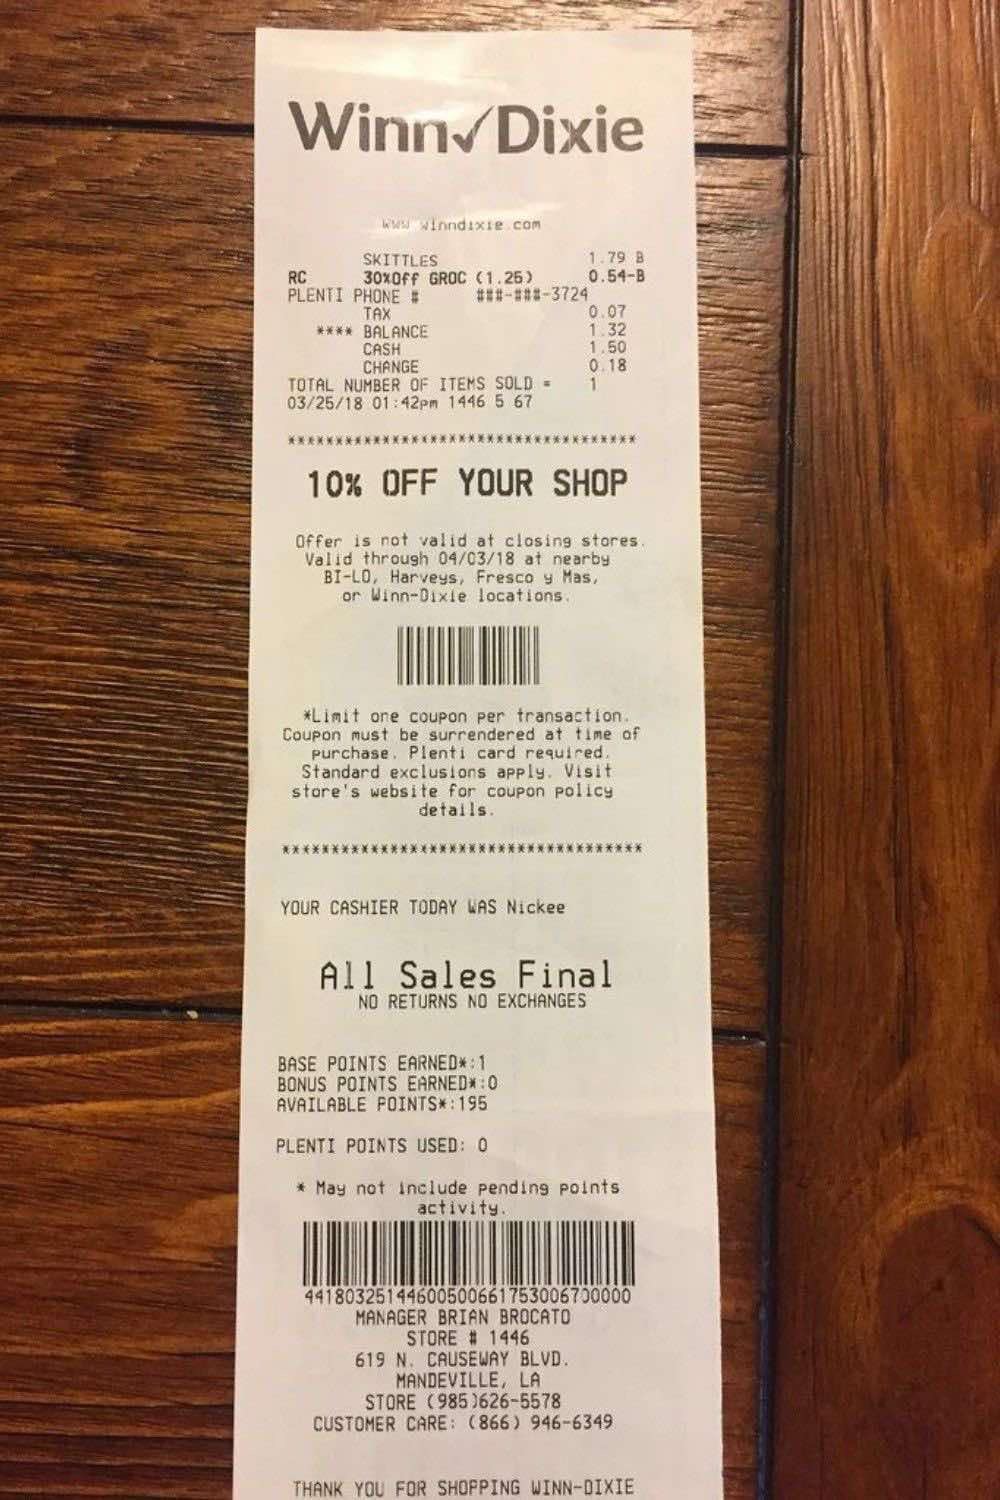 Winn✓Dixie
www.winndixie.com
SKITTLES 1.79 B
RC 30%Off GROC (1.25) 0.54-B
PLENTI PHONE # ###-###-3724
TAX 0.07
**** BALANCE 1.32
CASH 1.50
CHANGE 0.18
TOTAL NUMBER OF ITEMS SOLD = 1
03/25/18 01:42pm 1446 5 67
*************************************
10% OFF YOUR SHOP
Offer is not valid at closing stores.
Valid through 04/03/18 at nearby
BI-LO, Harveys, Fresco y Mas,
or Winn-Dixie locations.
*Limit one coupon per transaction.
Coupon must be surrendered at time of
purchase. Plenti card required.
Standard exclusions apply. Visit
store's website for coupon policy
details.
*************************************
YOUR CASHIER TODAY WAS Nickee
All Sales Final
NO RETURNS NO EXCHANGES
BASE POINTS EARNED*:1
BONUS POINTS EARNED*:0
AVAILABLE POINTS*:195
PLENTI POINTS USED: 0
* May not include pending points
activity.
44180325144600500661753006700000
MANAGER BRIAN BROCATO
STORE # 1446
619 N. CAUSEWAY BLVD.
MANDEVILLE, LA
STORE (985)626-5578
CUSTOMER CARE: (866) 946-6349
THANK YOU FOR SHOPPING WINN-DIXIE